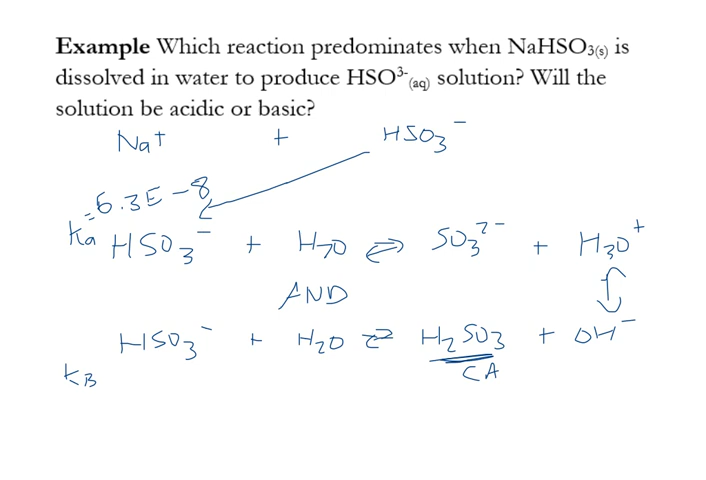 Example Which reaction predominates when NaHSO3(s) is
dissolved in water to produce HSO3-(aq) solution? Will the
solution be acidic or basic?
Na+ + HSO3-
Ka = 6.3E-8
HSO3- + H2O ⇌ SO3 2- + H3O+
AND
HSO3- + H2O ⇌ H2SO3 + OH-
KB CA